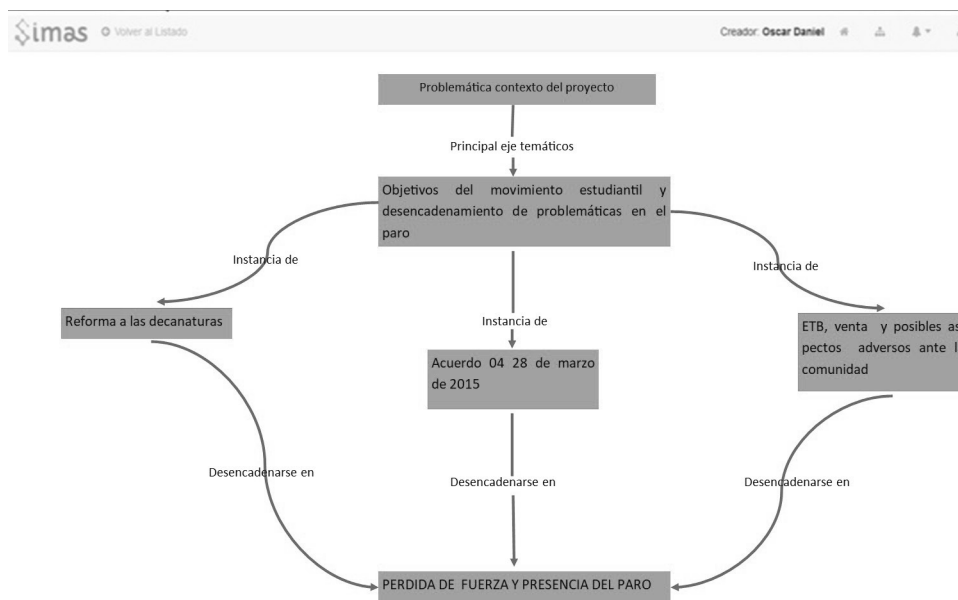 Simas Volver al Listado Creador: Oscar Daniel
Problemática contexto del proyecto
Principal eje temáticos
Objetivos del movimiento estudiantil y
desencadenamiento de problemáticas en el
paro
Instancia de
Instancia de
Instancia de
Reforma a las decanaturas
Acuerdo 04 28 de marzo
de 2015
ETB, venta y posibles as
pectos adversos ante l
comunidad
Desencadenarse en
Desencadenarse en
Desencadenarse en
PERDIDA DE FUERZA Y PRESENCIA DEL PARO